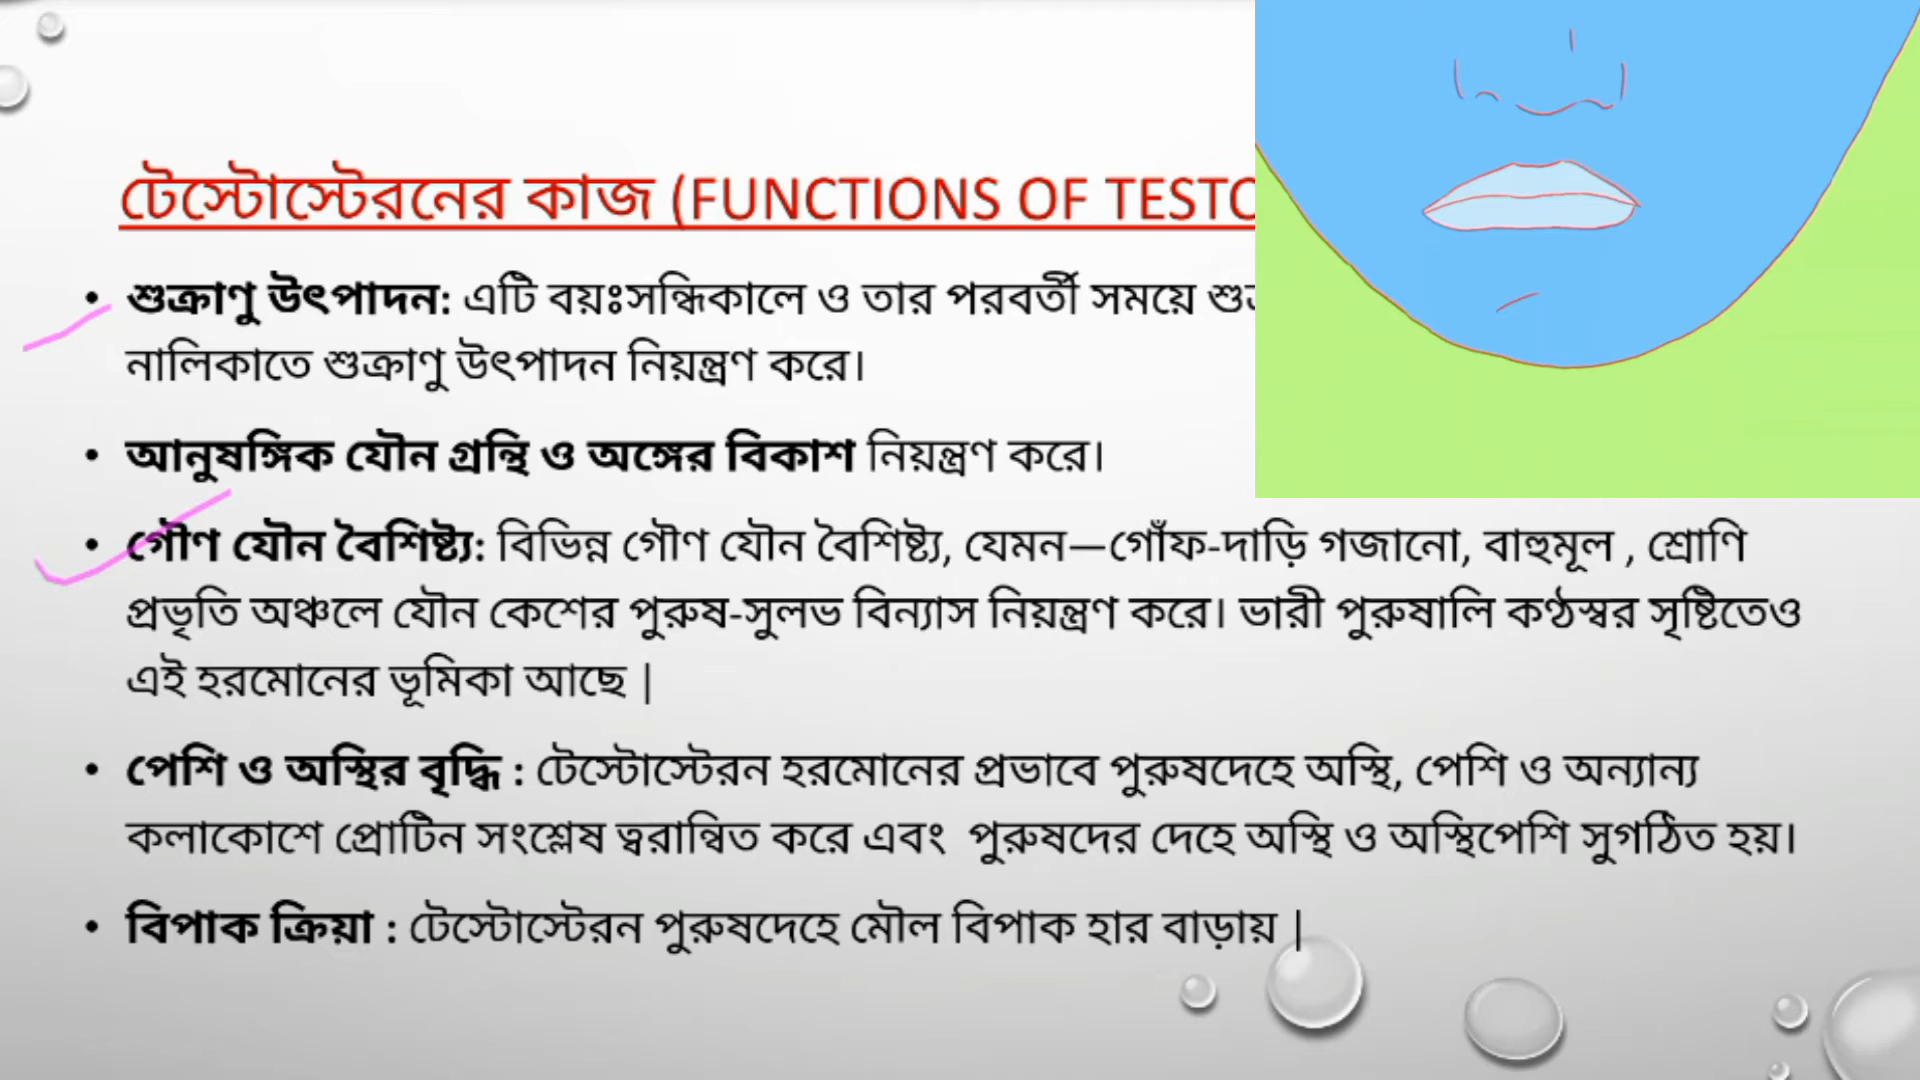 টেস্টোস্টেরনের কাজ (FUNCTIONS OF
• শুক্রাণু উৎপাদন: এটি বয়ঃসন্ধিকালে ও তার পরবর্তী সময়ে
নালিকাতে শুক্রাণু উৎপাদন নিয়ন্ত্রণ করে।
• আনুষঙ্গিক যৌন গ্রন্থি ও অঙ্গের বিকাশ নিয়ন্ত্রণ করে।
• গৌণ যৌন বৈশিষ্ট্য: বিভিন্ন গৌণ যৌন বৈশিষ্ট্য, যেমন—গোঁফ-দাড়ি গজানো, বাহুমূল , শ্রোণি
প্রভৃতি অঞ্চলে যৌন কেশের পুরুষ-সুলভ বিন্যাস নিয়ন্ত্রণ করে। ভারী পুরুষালি কণ্ঠস্বর সৃষ্টিতেও
এই হরমোনের ভূমিকা আছে |
• পেশি ও অস্থির বৃদ্ধি : টেস্টোস্টেরন হরমোনের প্রভাবে পুরুষদেহে অস্থি, পেশি ও অন্যান্য
কলাকোশে প্রোটিন সংশ্লেষ ত্বরান্বিত করে এবং পুরুষদের দেহে অস্থি ও অস্থিপেশি সুগঠিত হয়।
• বিপাক ক্রিয়া : টেস্টোস্টেরন পুরুষদেহে মৌল বিপাক হার বাড়ায় |